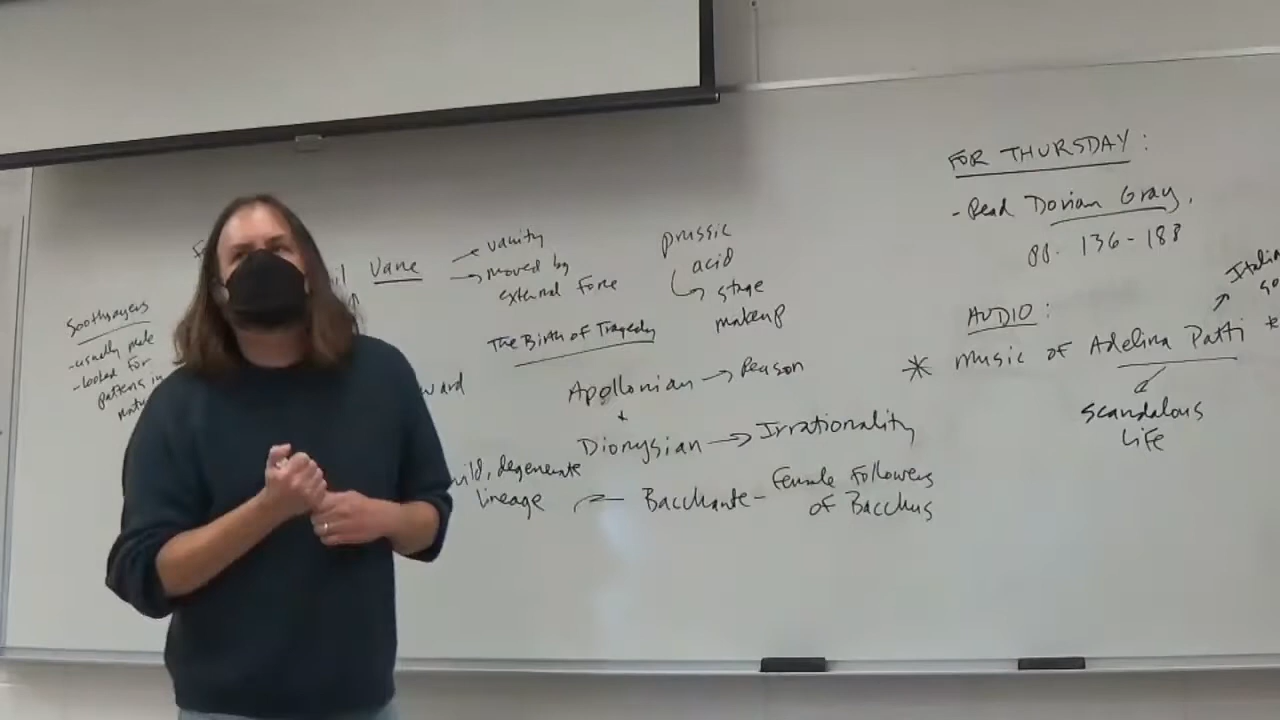 Soothsayers
- usually male
- looked for
patterns in
Vane
→ vanity
→ moved by
external force
prussic
acid
↳ stage
makeup
The Birth of Tragedy
ward
Apollonian → Reason
+
Dionysian → Irrationality
wild, degenerate
lineage
Bacchante - Female Followers
of Bacchus
FOR THURSDAY:
- Read Dorian Gray,
pp. 136-188
AUDIO:
* Music of Adelina Patti
scandalous
life